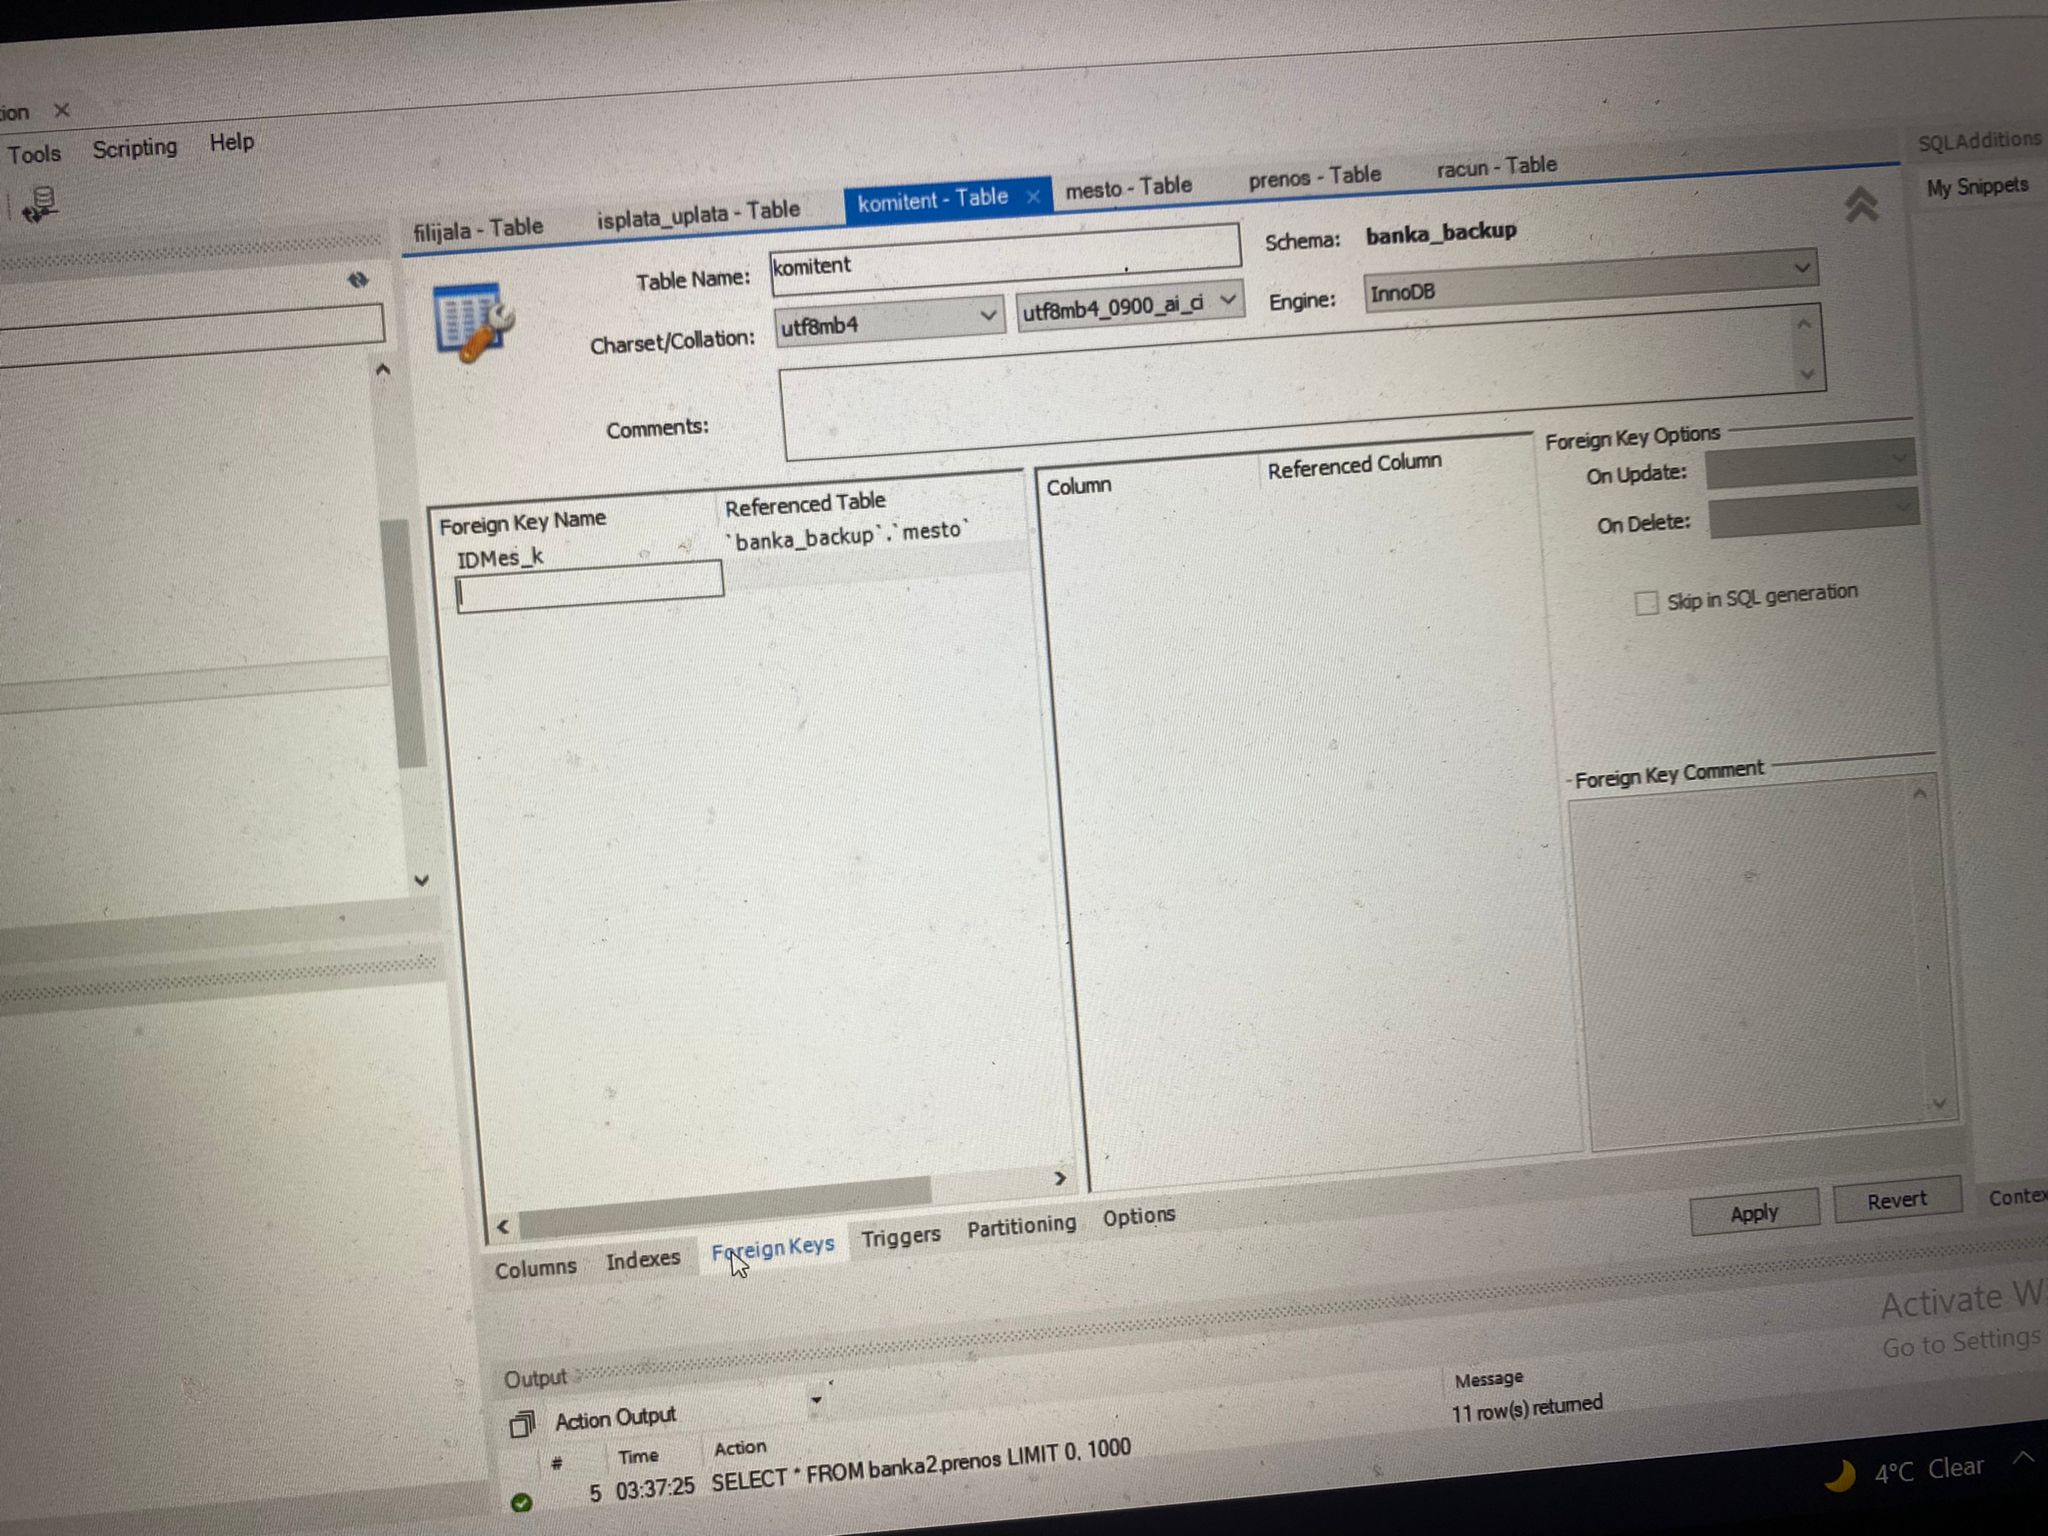 Tools Scripting Help
SQLAdditions
My Snippets
filijala - Table isplata_uplata - Table komitent - Table mesto - Table prenos - Table racun - Table
Table Name: komitent Schema: banka_backup
Charset/Collation: utf8mb4 utf8mb4_0900_ai_ci Engine: InnoDB
Comments:
Foreign Key Name Referenced Table
IDMes_k `banka_backup`.`mesto`
Column Referenced Column
Foreign Key Options
On Update:
On Delete:
Skip in SQL generation
Foreign Key Comment
Columns Indexes Foreign Keys Triggers Partitioning Options
Apply Revert
Activate W
Go to Settings
Output
Action Output
# Time Action Message
5 03:37:25 SELECT * FROM banka2.prenos LIMIT 0, 1000 11 row(s) returned
4°C Clear